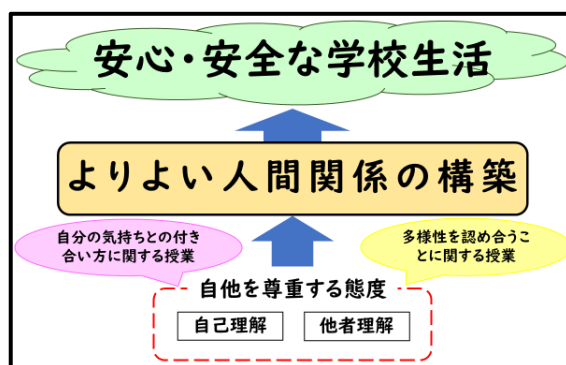 安心・安全な学校生活
よりよい人間関係の構築
自分の気持ちとの付き
合い方に関する授業
多様性を認め合うこ
とに関する授業
自他を尊重する態度
自己理解
他者理解